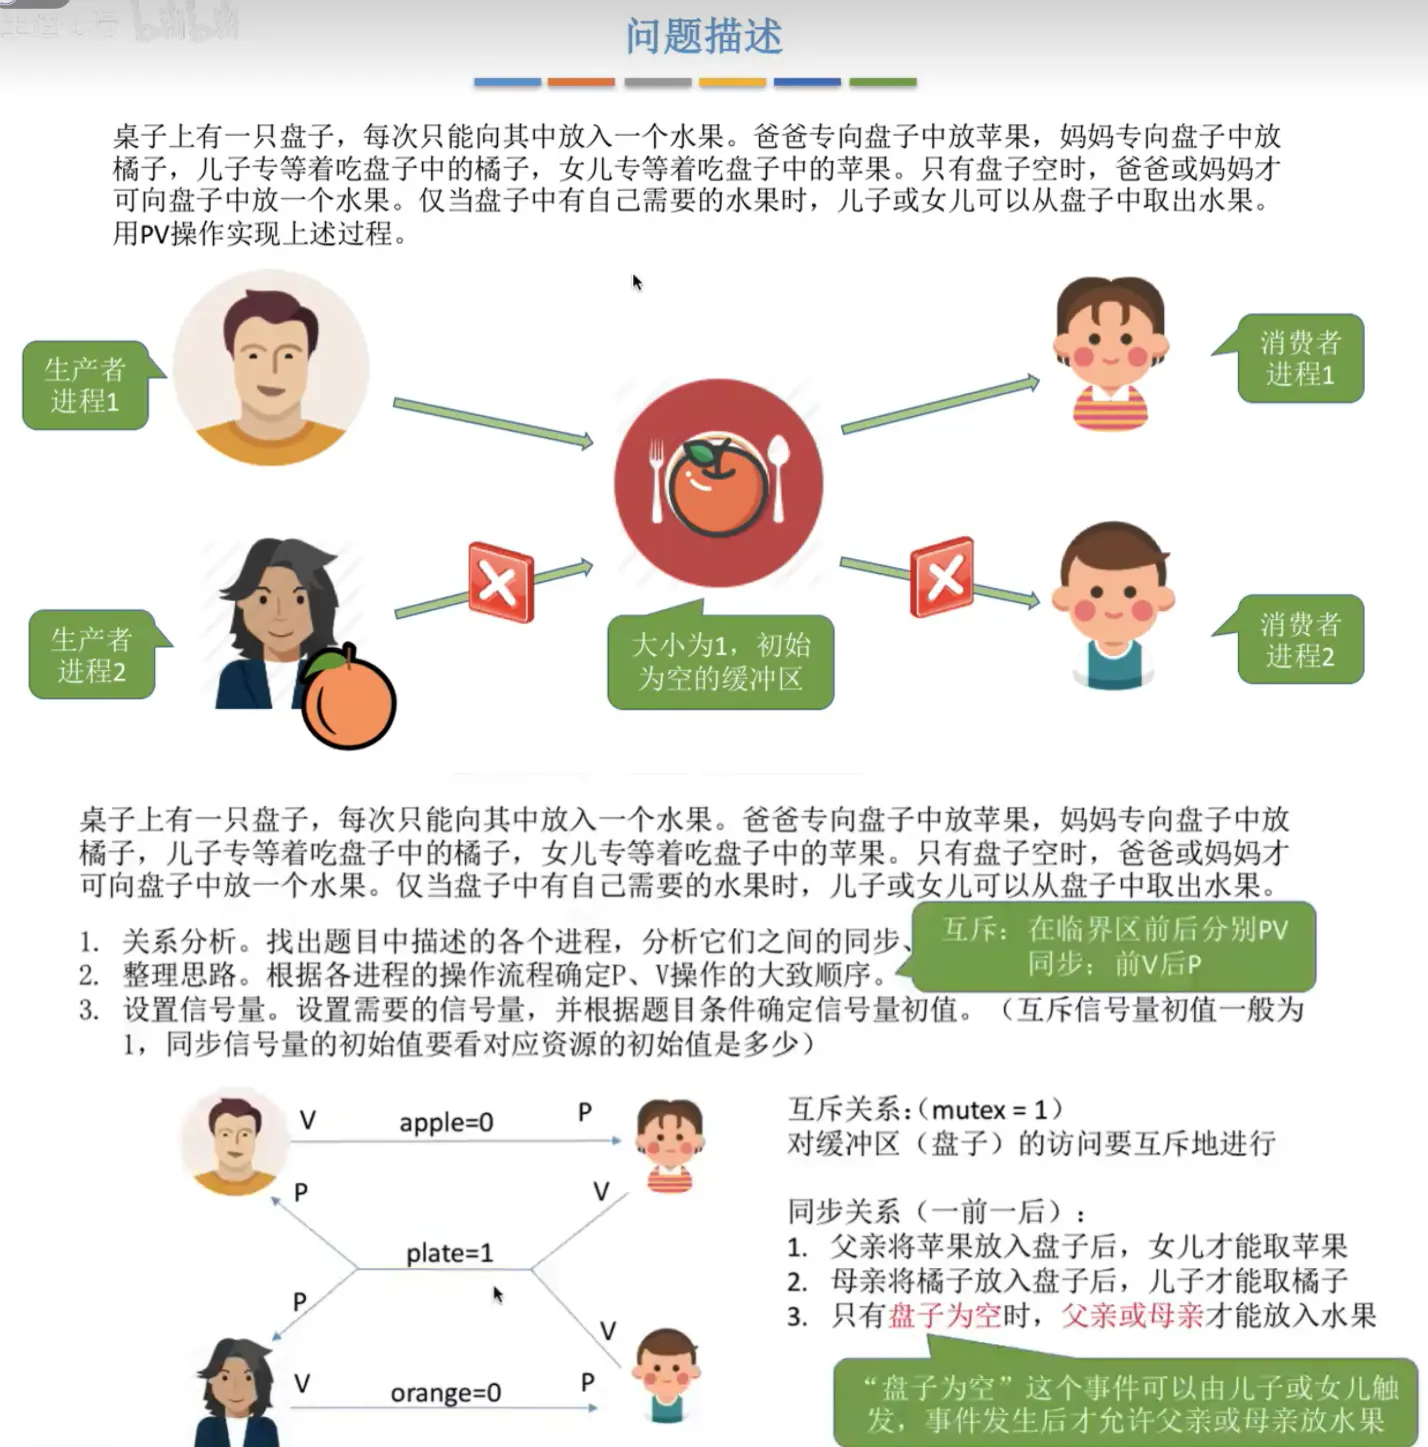 bilibili
问题描述
桌子上有一只盘子，每次只能向其中放入一个水果。爸爸专向盘子中放苹果，妈妈专向盘子中放
橘子，儿子专等着吃盘子中的橘子，女儿专等着吃盘子中的苹果。只有盘子空时，爸爸或妈妈才
可向盘子中放一个水果。仅当盘子中有自己需要的水果时，儿子或女儿可以从盘子中取出水果。
用PV操作实现上述过程。
生产者
进程1
消费者
进程1
生产者
进程2
大小为1，初始
为空的缓冲区
消费者
进程2
桌子上有一只盘子，每次只能向其中放入一个水果。爸爸专向盘子中放苹果，妈妈专向盘子中放
橘子，儿子专等着吃盘子中的橘子，女儿专等着吃盘子中的苹果。只有盘子空时，爸爸或妈妈才
可向盘子中放一个水果。仅当盘子中有自己需要的水果时，儿子或女儿可以从盘子中取出水果。
1. 关系分析。找出题目中描述的各个进程，分析它们之间的同步、
2. 整理思路。根据各进程的操作流程确定P、V操作的大致顺序。
3. 设置信号量。设置需要的信号量，并根据题目条件确定信号量初值。（互斥信号量初值一般为
1，同步信号量的初始值要看对应资源的初始值是多少）
互斥：在临界区前后分别PV
同步：前V后P
V apple=0 P
P V
plate=1
P V
V orange=0 P
互斥关系：（mutex = 1）
对缓冲区（盘子）的访问要互斥地进行
同步关系（一前一后）：
1. 父亲将苹果放入盘子后，女儿才能取苹果
2. 母亲将橘子放入盘子后，儿子才能取橘子
3. 只有盘子为空时，父亲或母亲才能放入水果
“盘子为空”这个事件可以由儿子或女儿触
发，事件发生后才允许父亲或母亲放水果